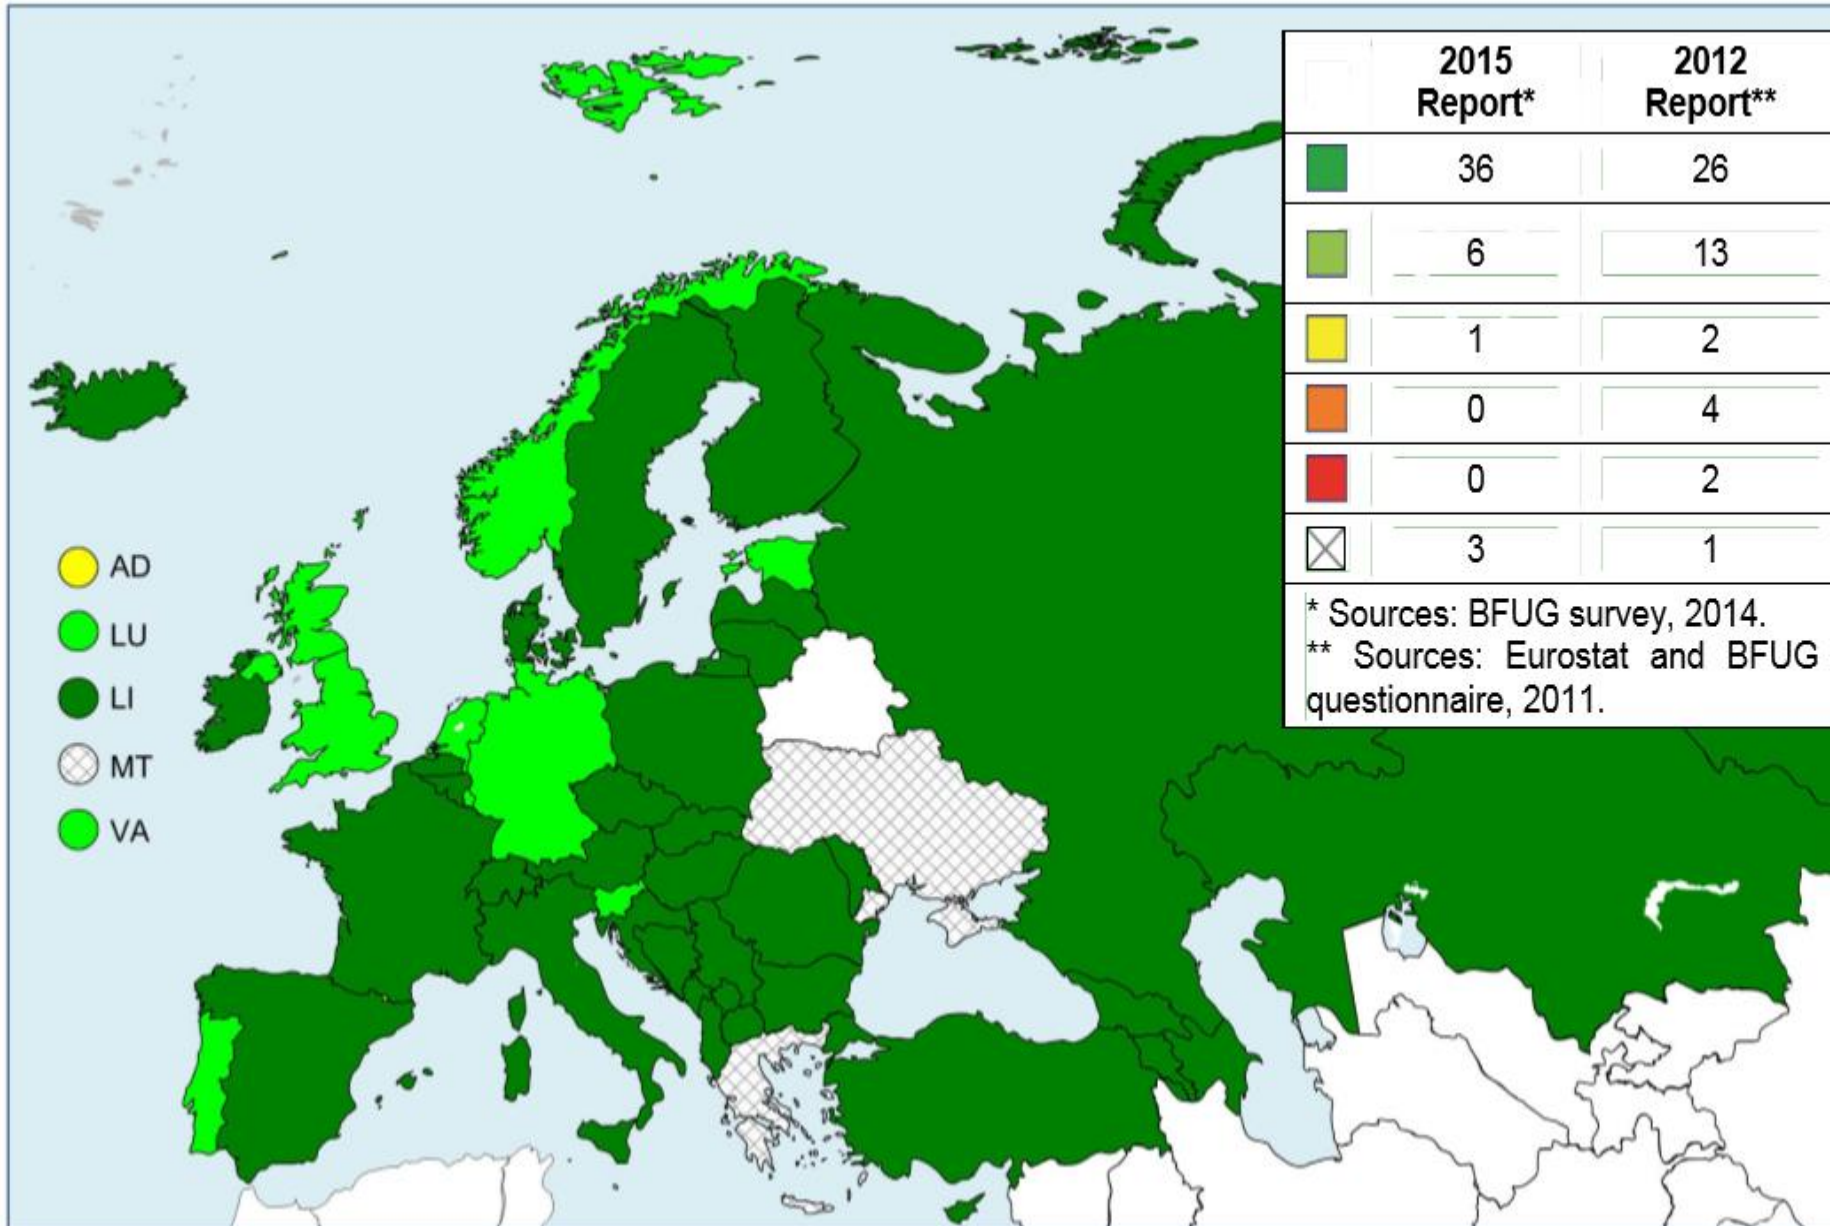 2015 Report*
2012 Report**
36 26
6 13
1 2
0 4
0 2
3 1
* Sources: BFUG survey, 2014.
** Sources: Eurostat and BFUG
questionnaire, 2011.
AD
LU
LI
MT
VA